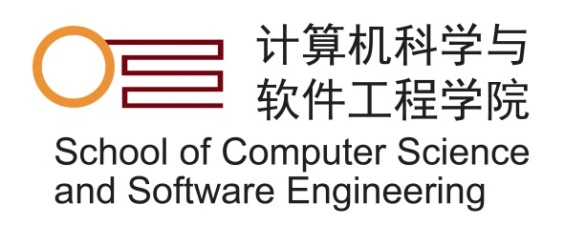 计算机科学与
软件工程学院
School of Computer Science
and Software Engineering